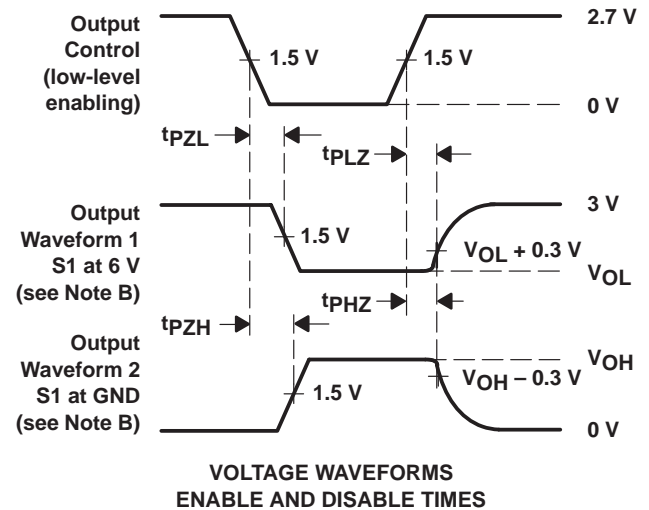 Output
Control
(low-level
enabling)
1.5 V
1.5 V
2.7 V
0 V
tPZL
tPLZ
Output
Waveform 1
S1 at 6 V
(see Note B)
1.5 V
3 V
VOL + 0.3 V
VOL
tPZH
tPHZ
Output
Waveform 2
S1 at GND
(see Note B)
1.5 V
VOH
VOH – 0.3 V
0 V
VOLTAGE WAVEFORMS
ENABLE AND DISABLE TIMES